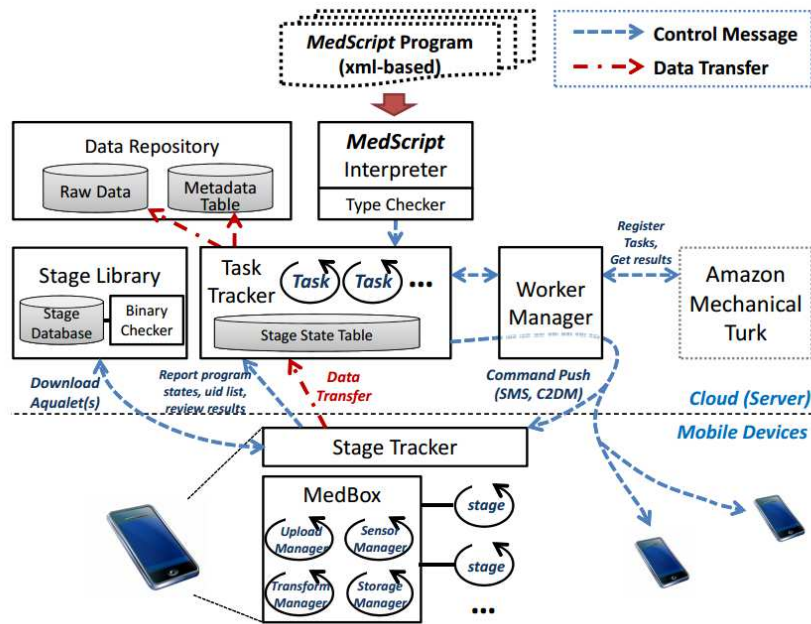 MedScript Program
(xml-based)
Control Message
Data Transfer
Data Repository
Raw Data
Metadata
Table
MedScript
Interpreter
Type Checker
Register
Tasks,
Get results
Stage Library
Stage
Database
Binary
Checker
Task
Tracker
Task
Task
...
Stage State Table
Worker
Manager
Amazon
Mechanical
Turk
Download
Aqualet(s)
Report program
states, uid list,
review results
Data
Transfer
Command Push
(SMS, C2DM)
Cloud (Server)
Mobile Devices
Stage Tracker
MedBox
Upload
Manager
Sensor
Manager
Transform
Manager
Storage
Manager
stage
stage
...